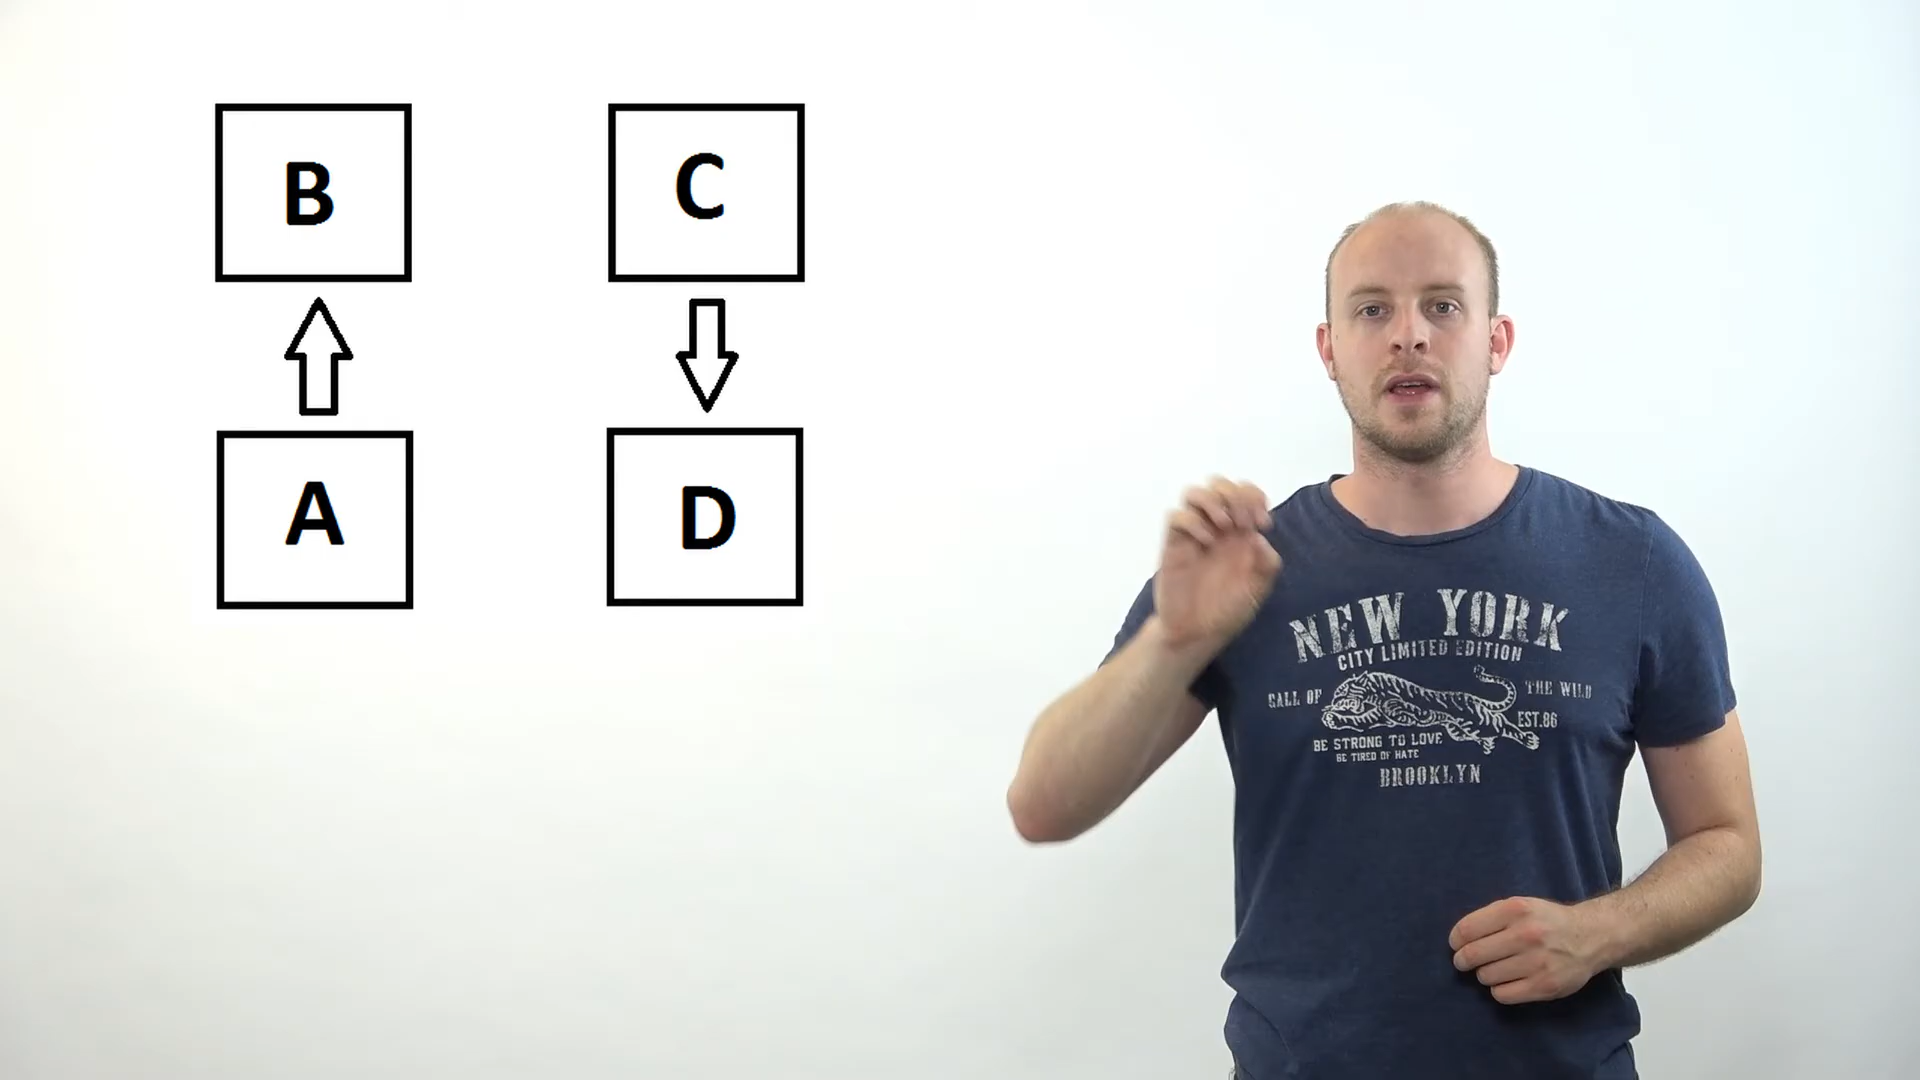 B
C
A
D
NEW YORK
CITY LIMITED EDITION
CALL OF
THE WILD
EST.86
BE STRONG TO LOVE
BE TIRED OF HATE
BROOKLYN